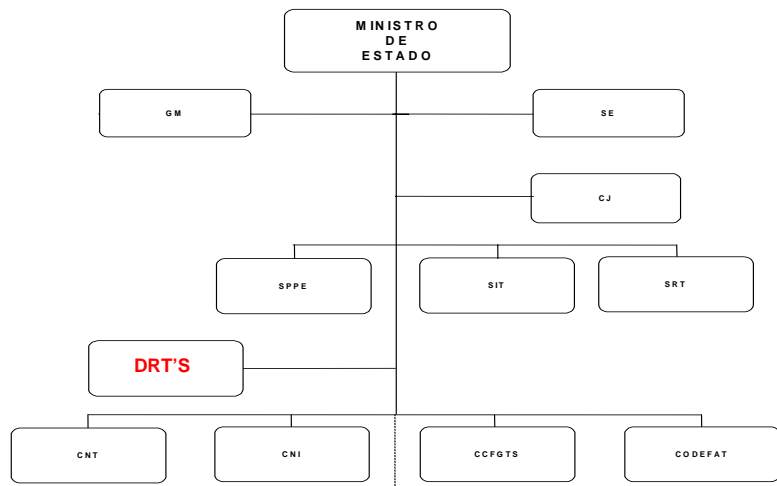 MINISTRO
DE
ESTADO
GM
SE
CJ
SPPE
SIT
SRT
DRT'S
CNT
CNI
CCFGTS
CODEFAT